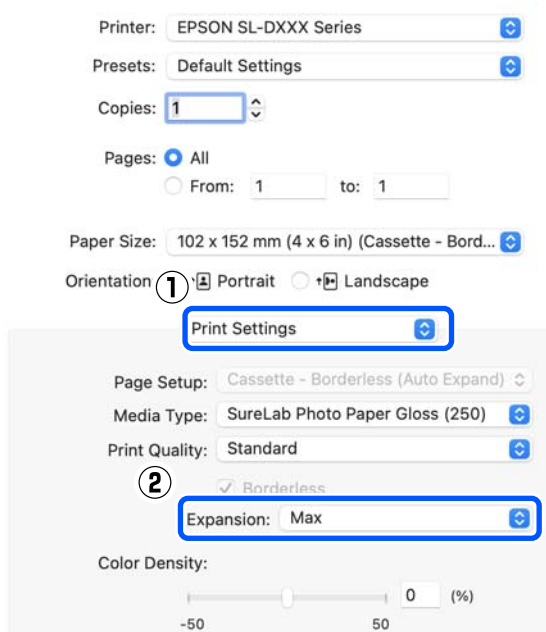 Printer: EPSON SL-DXXX Series
Presets: Default Settings
Copies: 1
Pages: All
From: 1 to: 1
Paper Size: 102 x 152 mm (4 x 6 in) (Cassette - Bord...
Orientation Portrait Landscape
①
Print Settings
Page Setup: Cassette - Borderless (Auto Expand)
Media Type: SureLab Photo Paper Gloss (250)
Print Quality: Standard
②
Borderless
Expansion: Max
Color Density:
0 (%)
-50 50